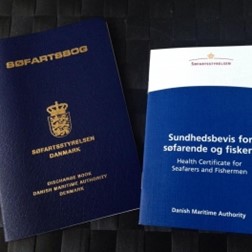 SØFARTSBOG
SØFARTSSTYRELSEN
DANMARK
DISCHARGE BOOK
DANISH MARITIME AUTHORITY
DENMARK
SØFARTSSTYRELSEN
Sundhedsbevis for
søfarende og fiskere
Health Certificate for
Seafarers and Fishermen
Danish Maritime Authority